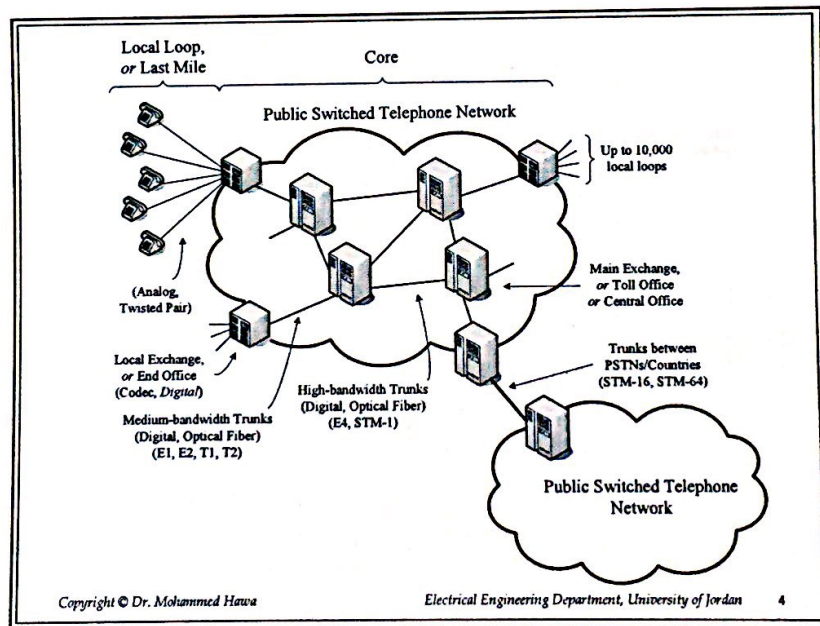 Local Loop,
or Last Mile
Core
Public Switched Telephone Network
Up to 10,000
local loops
(Analog,
Twisted Pair)
Main Exchange,
or Toll Office
or Central Office
Local Exchange,
or End Office
(Codec, Digital)
Medium-bandwidth Trunks
(Digital, Optical Fiber)
(E1, E2, T1, T2)
High-bandwidth Trunks
(Digital, Optical Fiber)
(E4, STM-1)
Trunks between
PSTNs/Countries
(STM-16, STM-64)
Public Switched Telephone
Network
Copyright © Dr. Mohammed Hawa
Electrical Engineering Department, University of Jordan 4